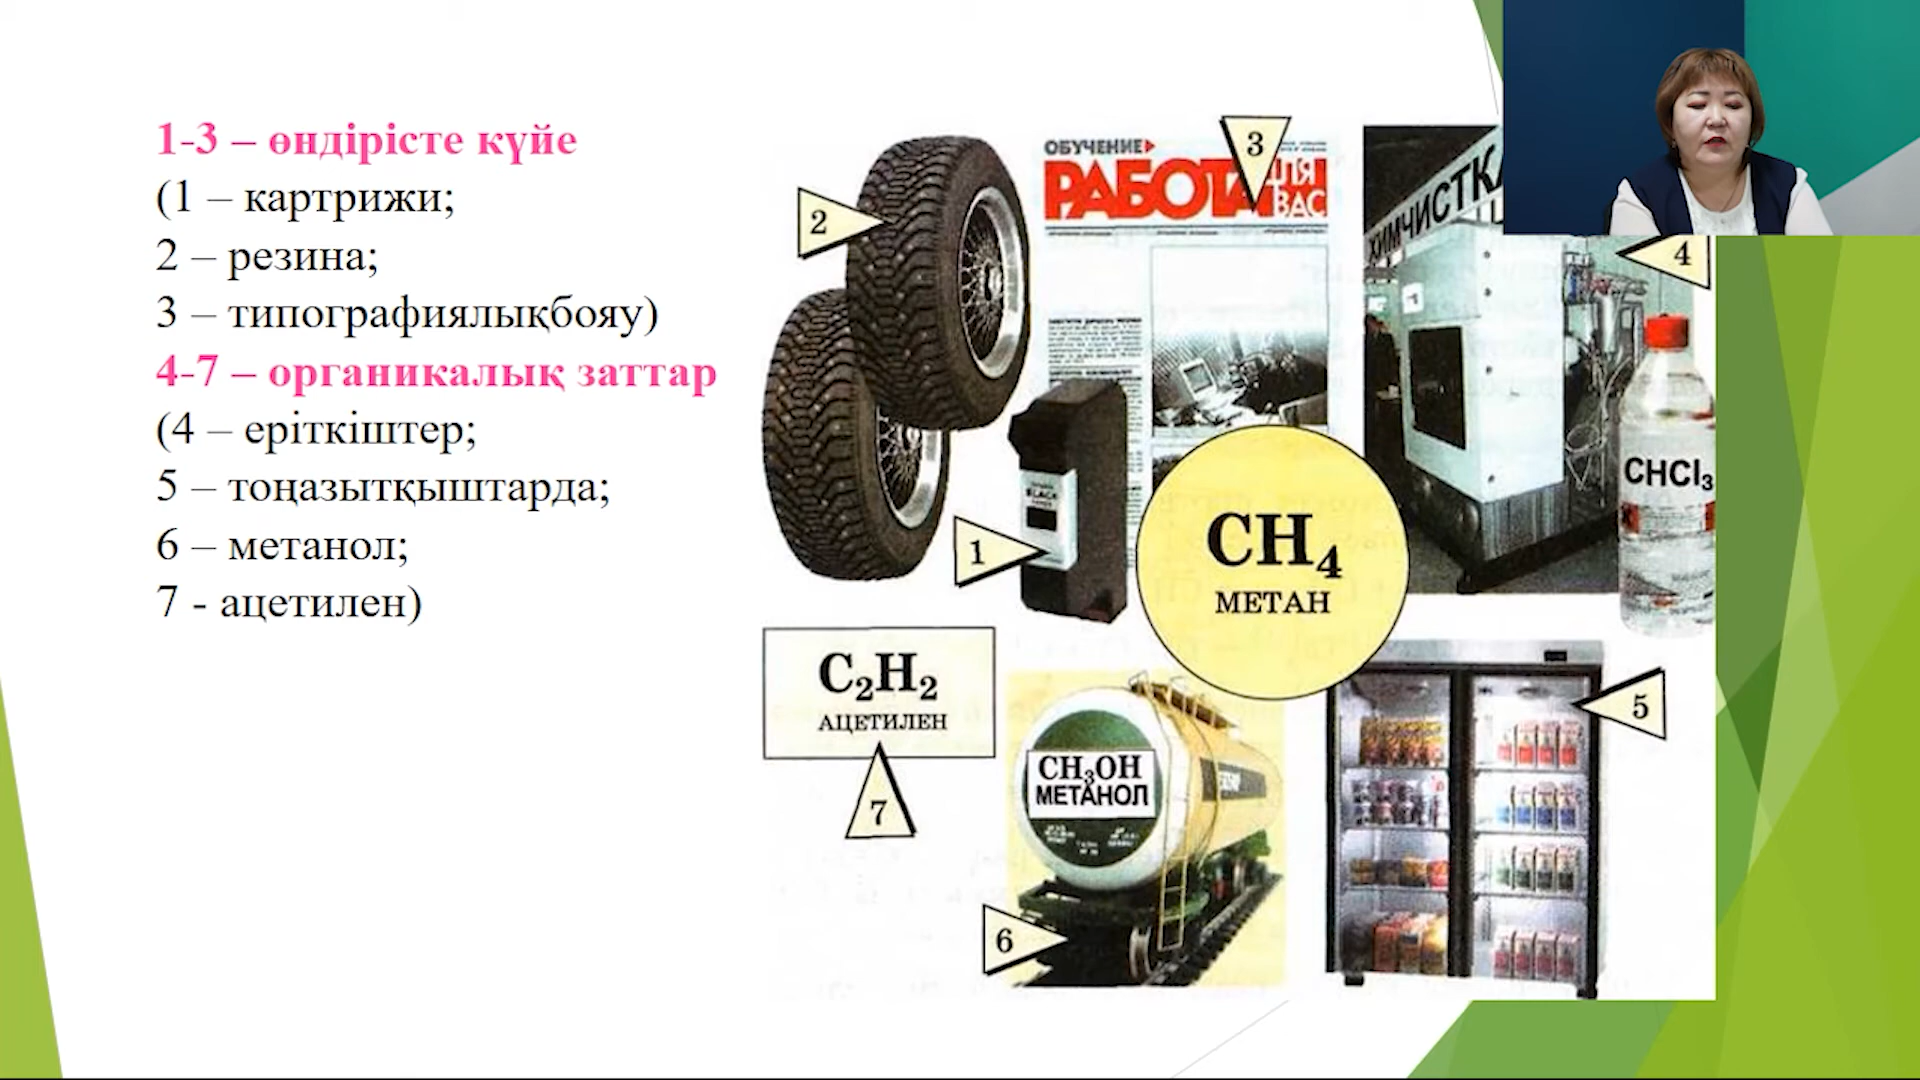 1-3 – өндірісте күйе
(1 – картрижи;
2 – резина;
3 – типографиялықбояу)
4-7 – органикалық заттар
(4 – еріткіштер;
5 – тоңазытқыштарда;
6 – метанол;
7 - ацетилен)
2
ОБУЧЕНИЕ
РАБОТА ДЛЯ
ВАС
3
ХИМЧИСТКА
4
CHCl₃
BLACK
1
CH₄
МЕТАН
C₂H₂
АЦЕТИЛЕН
7
CH₃OH
МЕТАНОЛ
6
5